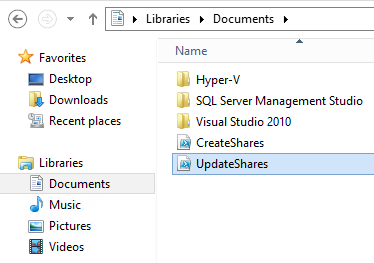 Libraries Documents
Favorites
Desktop
Downloads
Recent places
Libraries
Documents
Music
Pictures
Videos
Name
Hyper-V
SQL Server Management Studio
Visual Studio 2010
CreateShares
UpdateShares